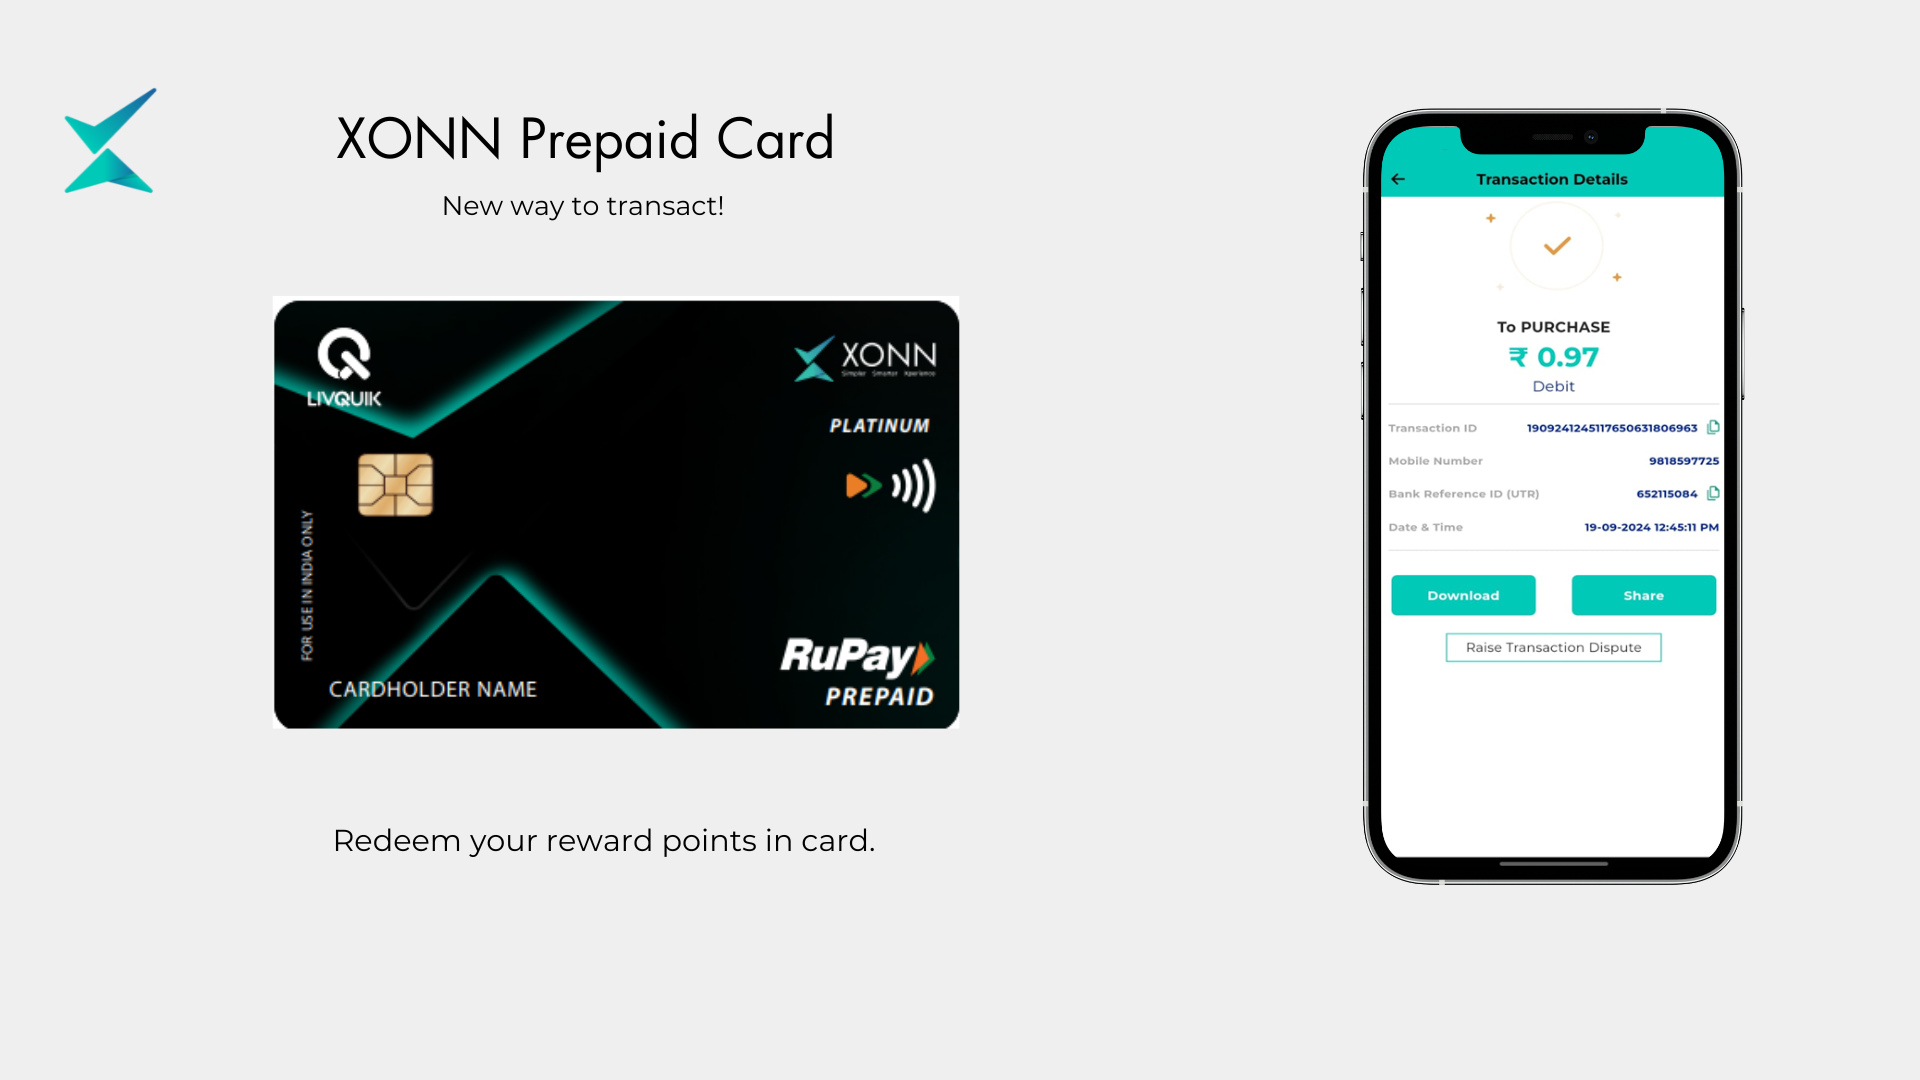 XONN Prepaid Card
New way to transact!
LIVQUIK
XONN
Simpler Smarter Xperience
PLATINUM
FOR USE IN INDIA ONLY
CARDHOLDER NAME
RuPay
PREPAID
Redeem your reward points in card.
Transaction Details
To PURCHASE
₹ 0.97
Debit
Transaction ID 1909241245117650631806963
Mobile Number 9818597725
Bank Reference ID (UTR) 652115084
Date & Time 19-09-2024 12:45:11 PM
Download Share
Raise Transaction Dispute